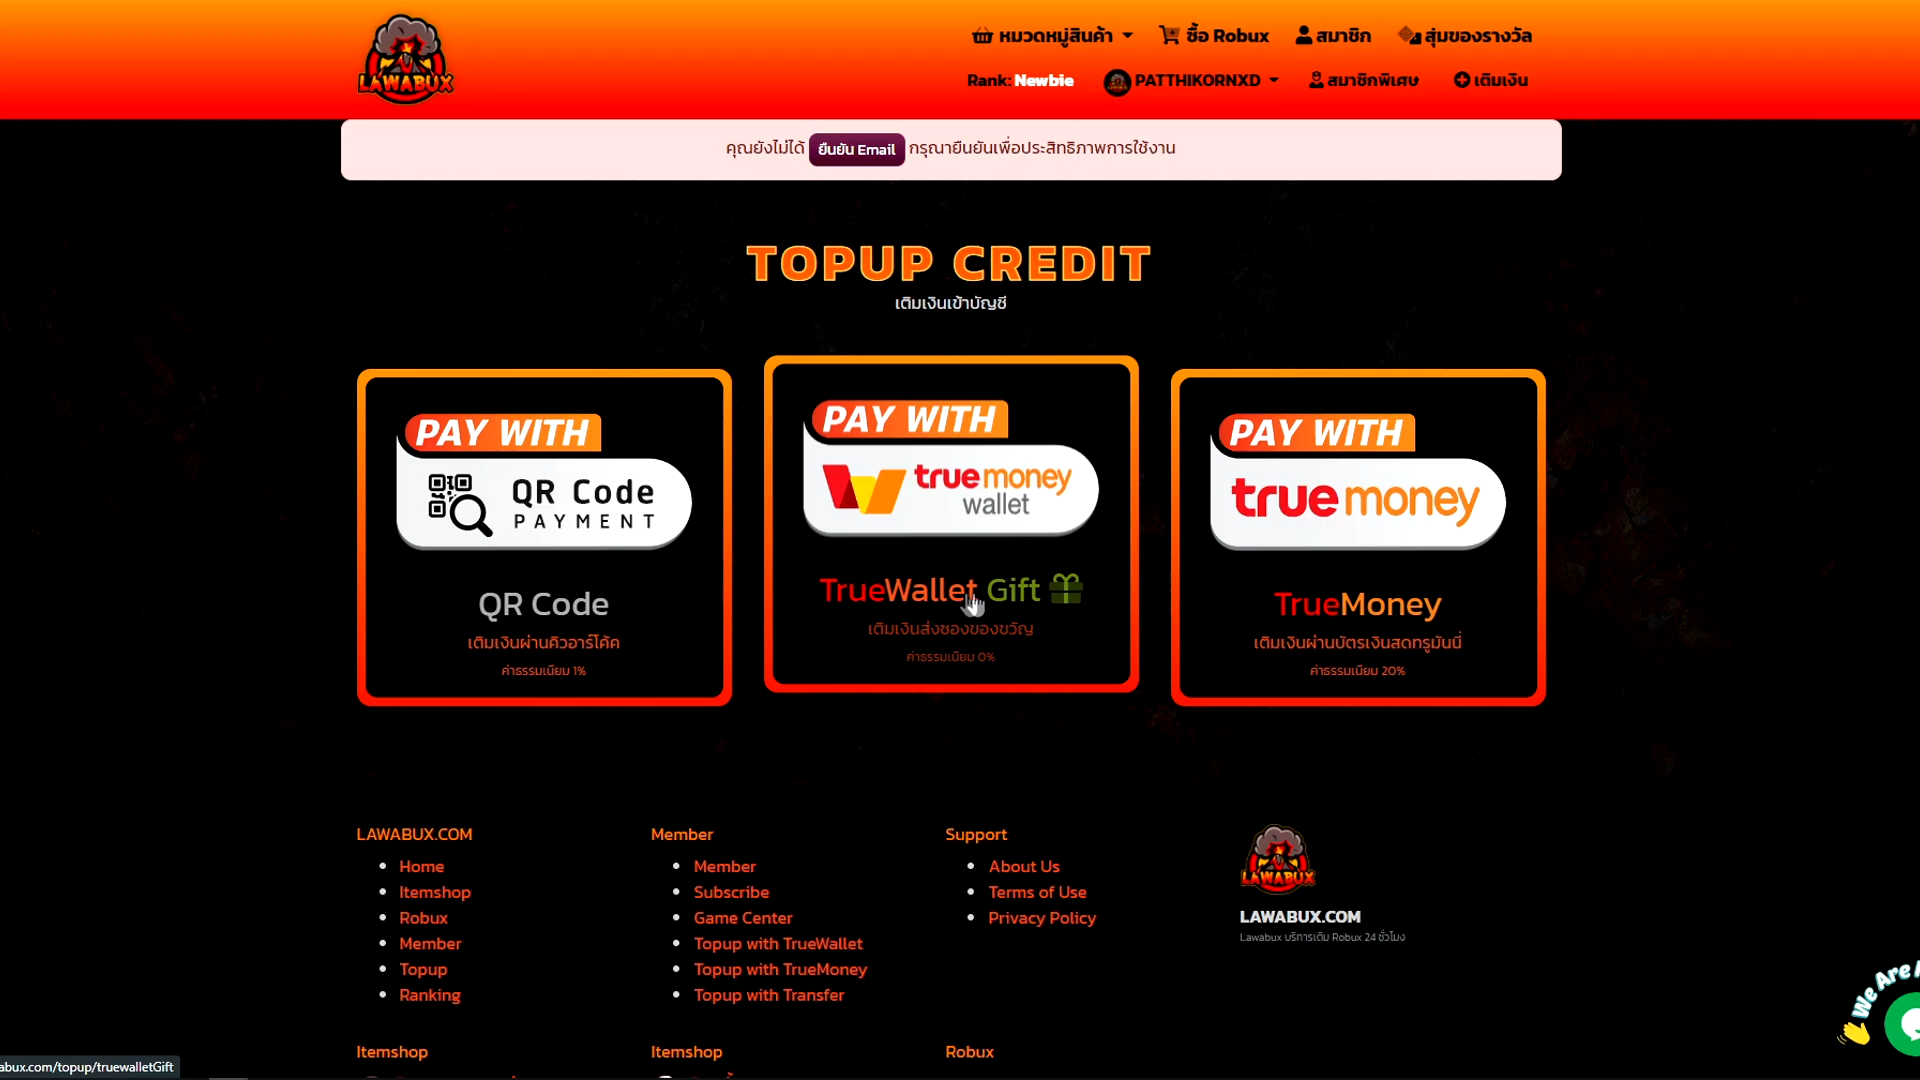 LAWABUX
หมวดหมู่สินค้า
ซื้อ Robux
สมาชิก
สุ่มของรางวัล
Rank: Newbie
PATTHIKORNXD
สมาชิกพิเศษ
เติมเงิน
คุณยังไม่ได้ ยืนยัน Email กรุณายืนยันเพื่อประสิทธิภาพการใช้งาน
TOPUP CREDIT
เติมเงินเข้าบัญชี
PAY WITH
QR Code
PAYMENT
QR Code
เติมเงินผ่านคิวอาร์โค้ค
ค่าธรรมเนียม 1%
PAY WITH
truemoney
wallet
TrueWallet Gift
เติมเงินส่งซองของขวัญ
ค่าธรรมเนียม 0%
PAY WITH
truemoney
TrueMoney
เติมเงินผ่านบัตรเงินสดทรูมันนี่
ค่าธรรมเนียม 20%
LAWABUX.COM
Home
Itemshop
Robux
Member
Topup
Ranking
Member
Member
Subscribe
Game Center
Topup with TrueWallet
Topup with TrueMoney
Topup with Transfer
Support
About Us
Terms of Use
Privacy Policy
LAWABUX
LAWABUX.COM
Lawabux บริการเติม Robux 24 ชั่วโมง
We Are
Itemshop
Itemshop
Robux
abux.com/topup/truewalletGift